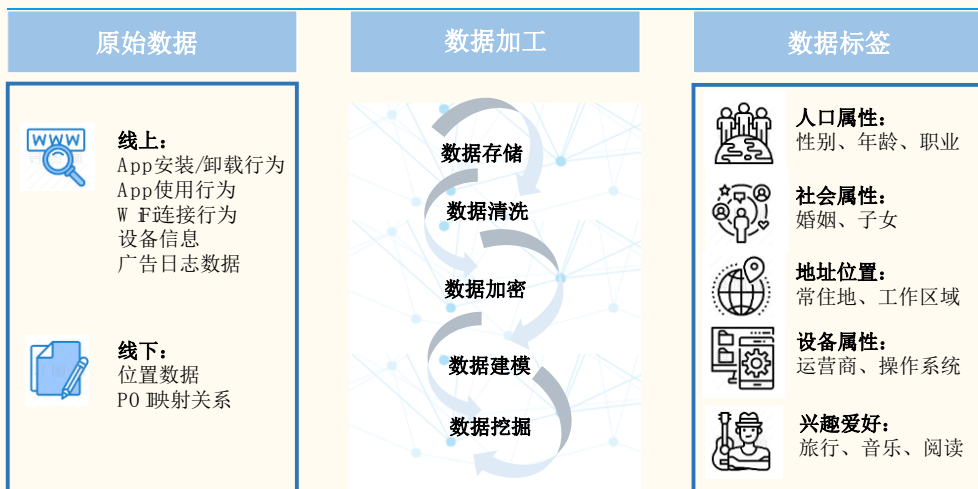 原始数据
数据加工
数据标签
WWW
线上：
App安装/卸载行为
App使用行为
WiFi连接行为
设备信息
广告日志数据
线下：
位置数据
POI映射关系
数据存储
数据清洗
数据加密
数据建模
数据挖掘
人口属性：
性别、年龄、职业
社会属性：
婚姻、子女
地址位置：
常住地、工作区域
设备属性：
运营商、操作系统
兴趣爱好：
旅行、音乐、阅读